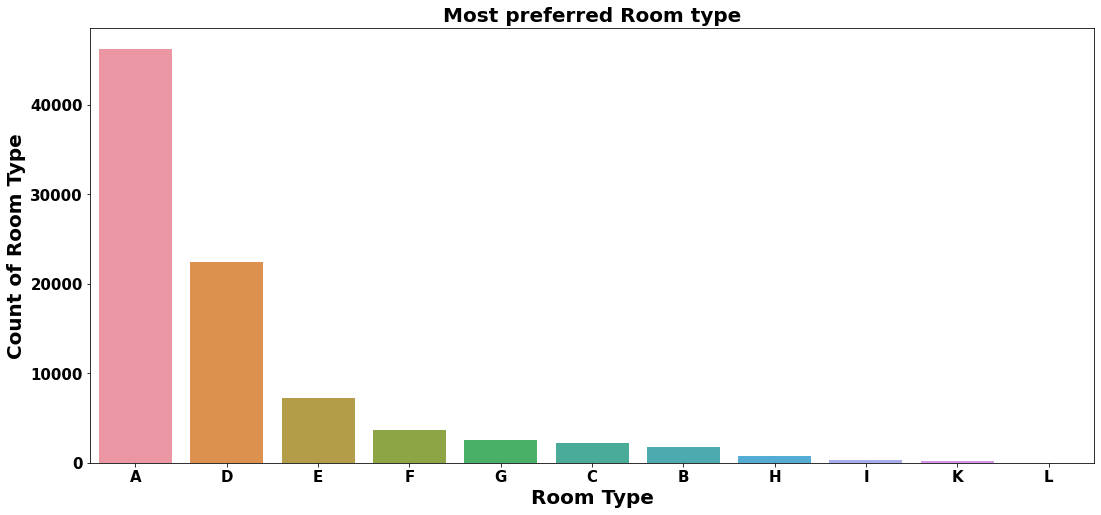 Most preferred Room type
Count of Room Type
40000
30000
20000
10000
0
A D E F G C B H I K L
Room Type